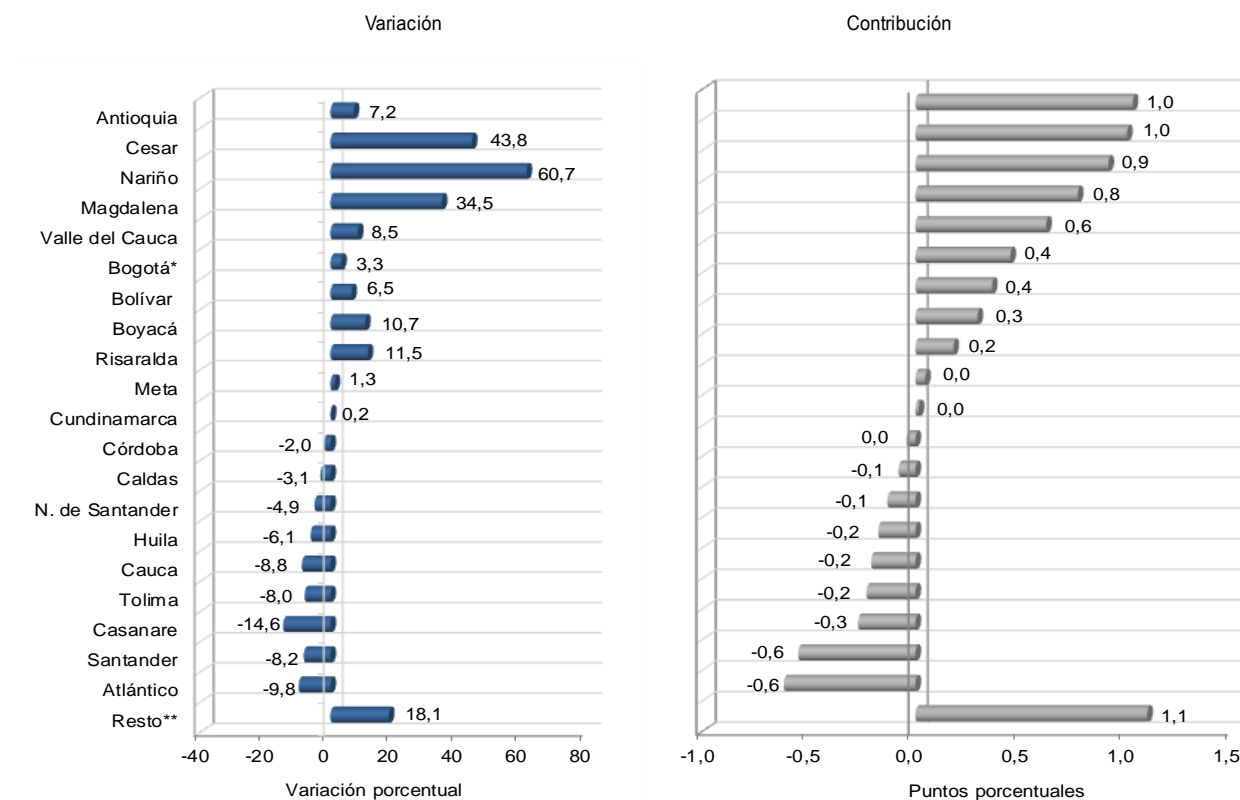 Variación Contribución
Antioquia 7,2 1,0
Cesar 43,8 1,0
Nariño 60,7 0,9
Magdalena 34,5 0,8
Valle del Cauca 8,5 0,6
Bogotá* 3,3 0,4
Bolívar 6,5 0,4
Boyacá 10,7 0,3
Risaralda 11,5 0,2
Meta 1,3 0,0
Cundinamarca 0,2 0,0
Córdoba -2,0 0,0
Caldas -3,1 -0,1
N. de Santander -4,9 -0,1
Huila -6,1 -0,2
Cauca -8,8 -0,2
Tolima -8,0 -0,2
Casanare -14,6 -0,3
Santander -8,2 -0,6
Atlántico -9,8 -0,6
Resto** 18,1 1,1
-40 -20 0 20 40 60 80 -1,0 -0,5 0,0 0,5 1,0 1,5
Variación porcentual Puntos porcentuales